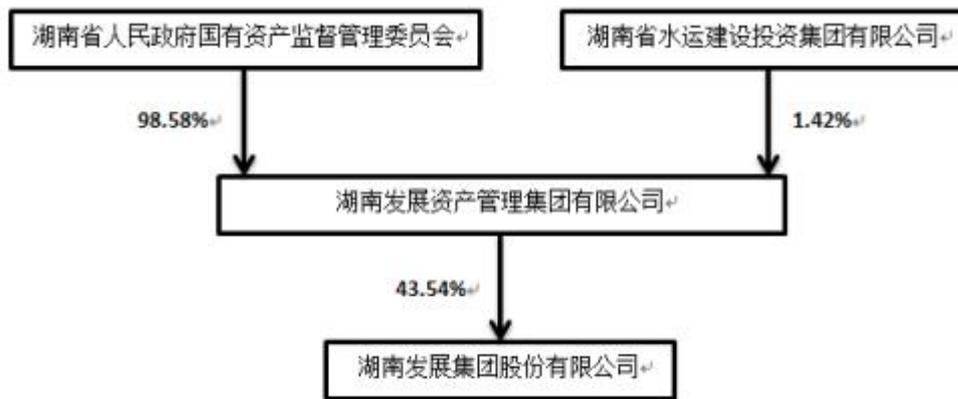 湖南省人民政府国有资产监督管理委员会↵
湖南省水运建设投资集团有限公司↵
98.58%↵
1.42%↵
湖南发展资产管理集团有限公司↵
43.54%↵
湖南发展集团股份有限公司↵